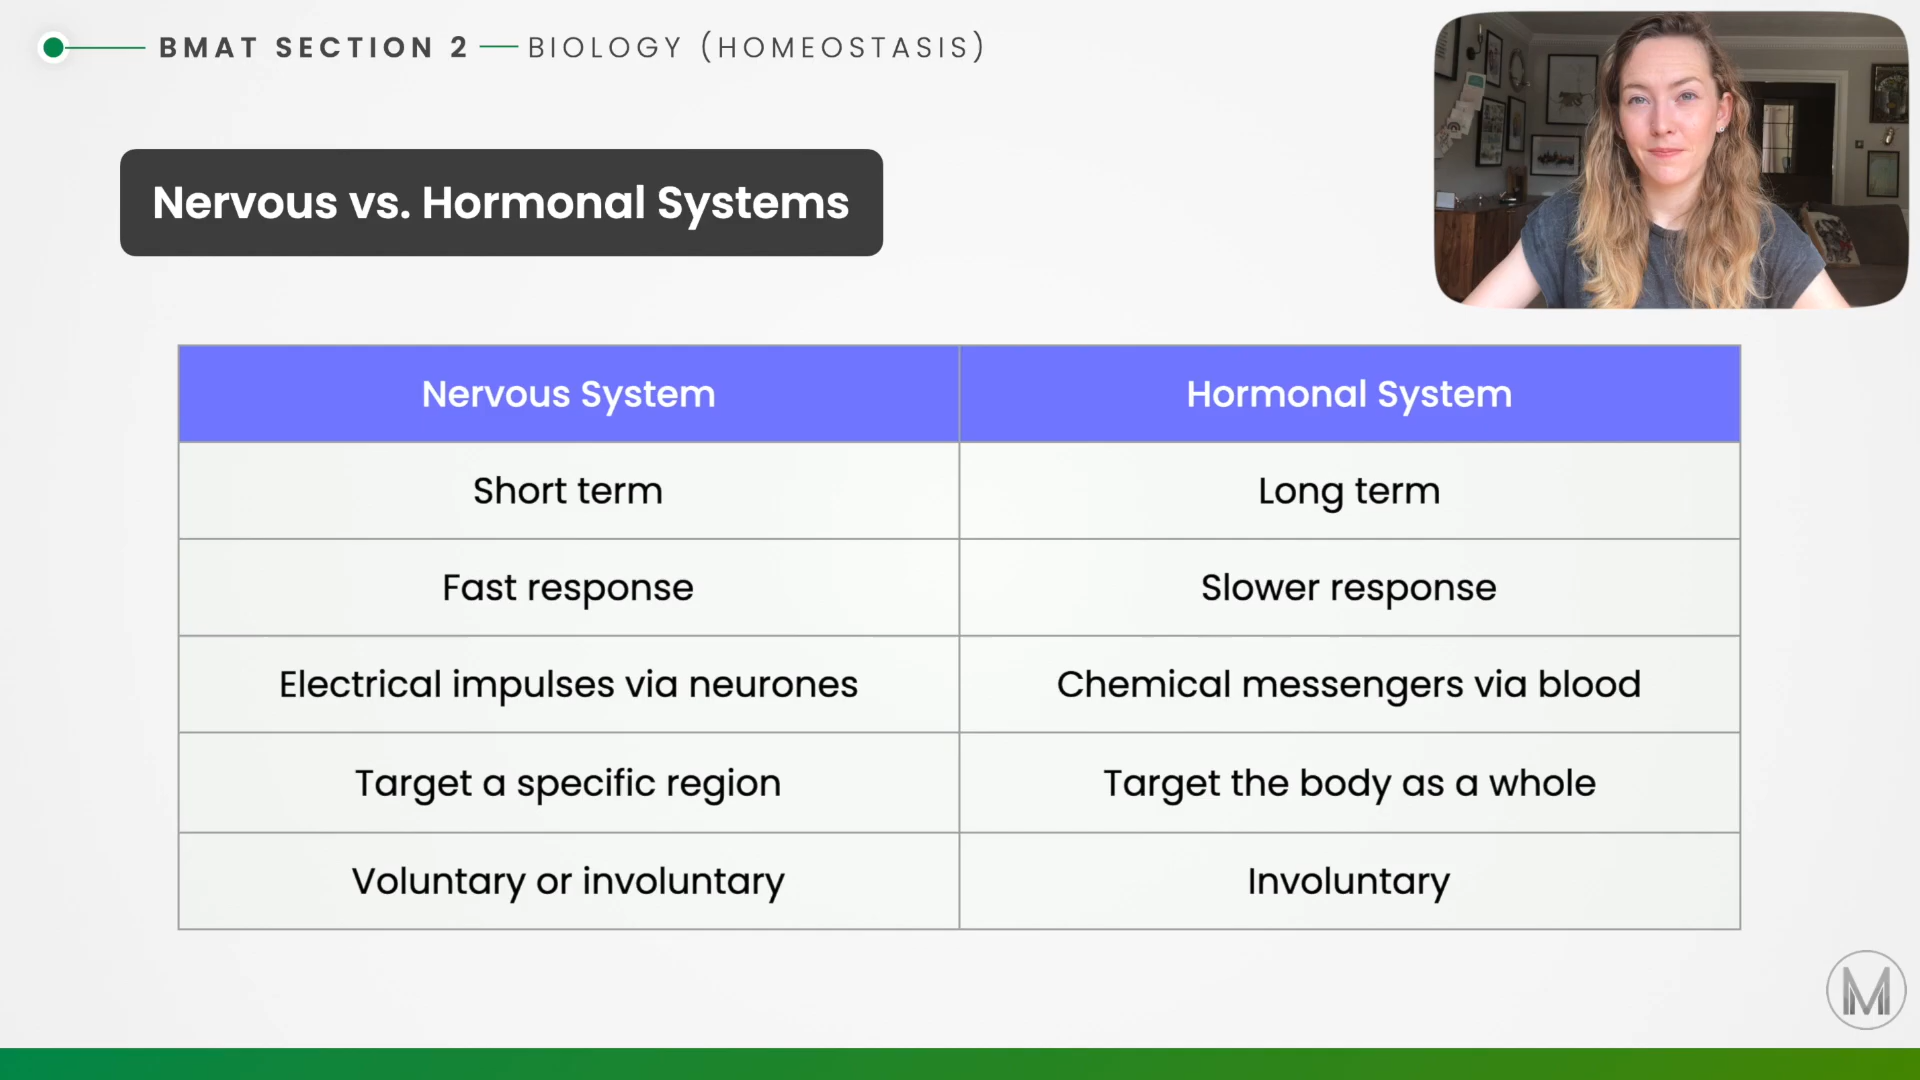 BMAT SECTION 2 — BIOLOGY (HOMEOSTASIS)
Nervous vs. Hormonal Systems
Nervous System
Hormonal System
Short term
Long term
Fast response
Slower response
Electrical impulses via neurones
Chemical messengers via blood
Target a specific region
Target the body as a whole
Voluntary or involuntary
Involuntary
M